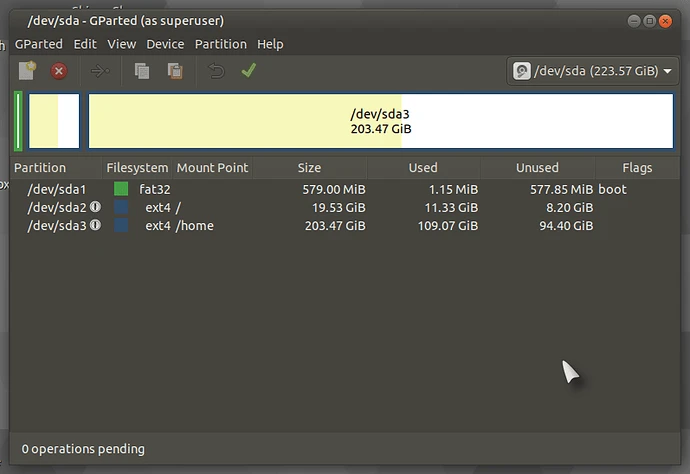 /dev/sda - GParted (as superuser)
GParted Edit View Device Partition Help
/dev/sda (223.57 GiB)
/dev/sda3
203.47 GiB
Partition Filesystem Mount Point Size Used Unused Flags
/dev/sda1 fat32 579.00 MiB 1.15 MiB 577.85 MiB boot
/dev/sda2 ext4 / 19.53 GiB 11.33 GiB 8.20 GiB
/dev/sda3 ext4 /home 203.47 GiB 109.07 GiB 94.40 GiB
0 operations pending